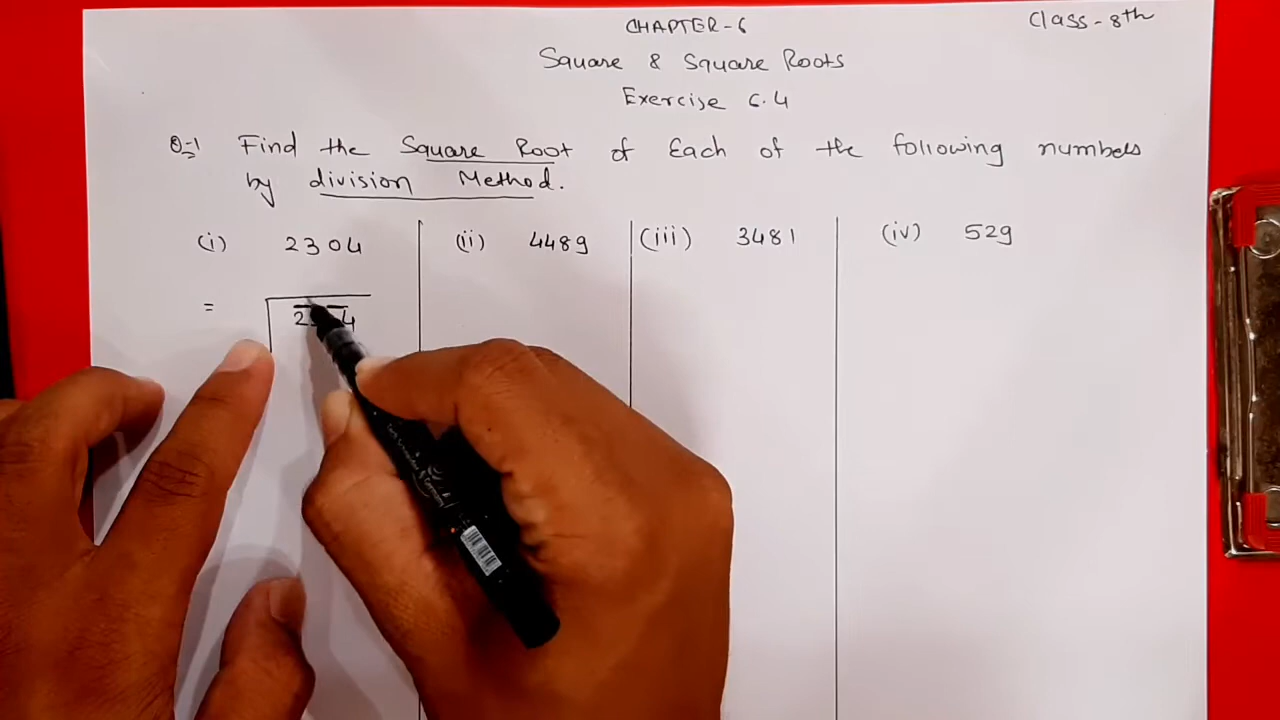 CHAPTER-6
Class-8th
Square & Square Roots
Exercise 6.4
Q-1 Find the Square Root of Each of the following numbers
by division Method.
(i) 2304 (ii) 4489 (iii) 3481 (iv) 529
=